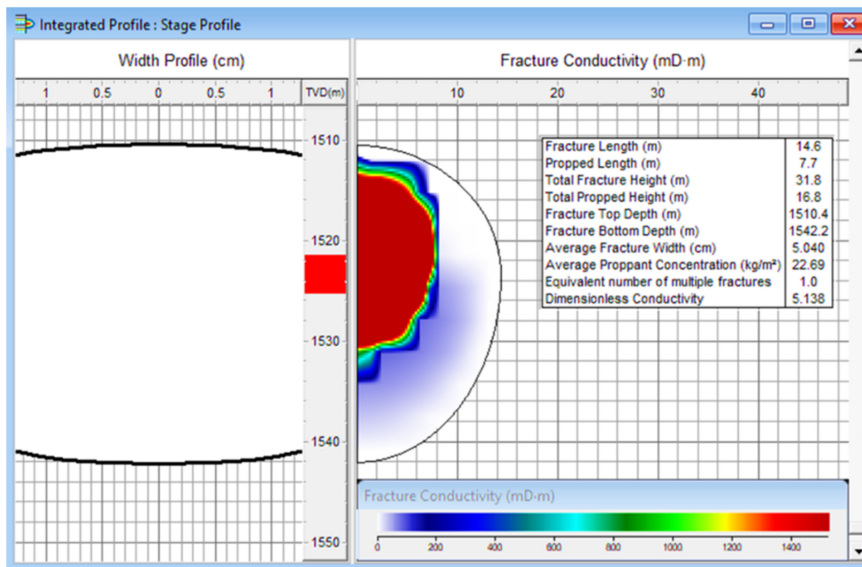 Integrated Profile : Stage Profile
Width Profile (cm)
Fracture Conductivity (mD·m)
1 0.5 0 0.5 1 TVD(m) 10 20 30 40
1510
1520
1530
1540
1550
Fracture Length (m) 14.6
Propped Length (m) 7.7
Total Fracture Height (m) 31.8
Total Propped Height (m) 16.8
Fracture Top Depth (m) 1510.4
Fracture Bottom Depth (m) 1542.2
Average Fracture Width (cm) 5.040
Average Proppant Concentration (kg/m²) 22.69
Equivalent number of multiple fractures 1.0
Dimensionless Conductivity 5.138
Fracture Conductivity (mD·m)
0 200 400 600 800 1000 1200 1400